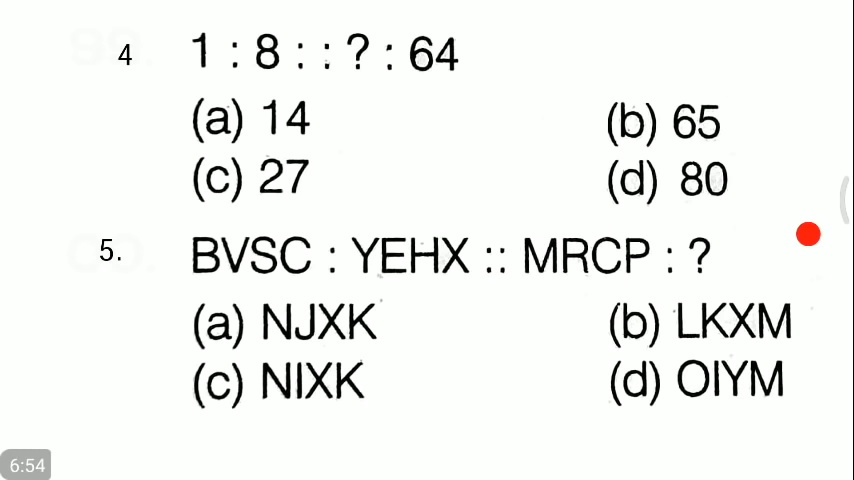 4 1 : 8 : : ? : 64
(a) 14 (b) 65
(c) 27 (d) 80
5. BVSC : YEHX :: MRCP : ?
(a) NJXK (b) LKXM
(c) NIXK (d) OIYM
6:54